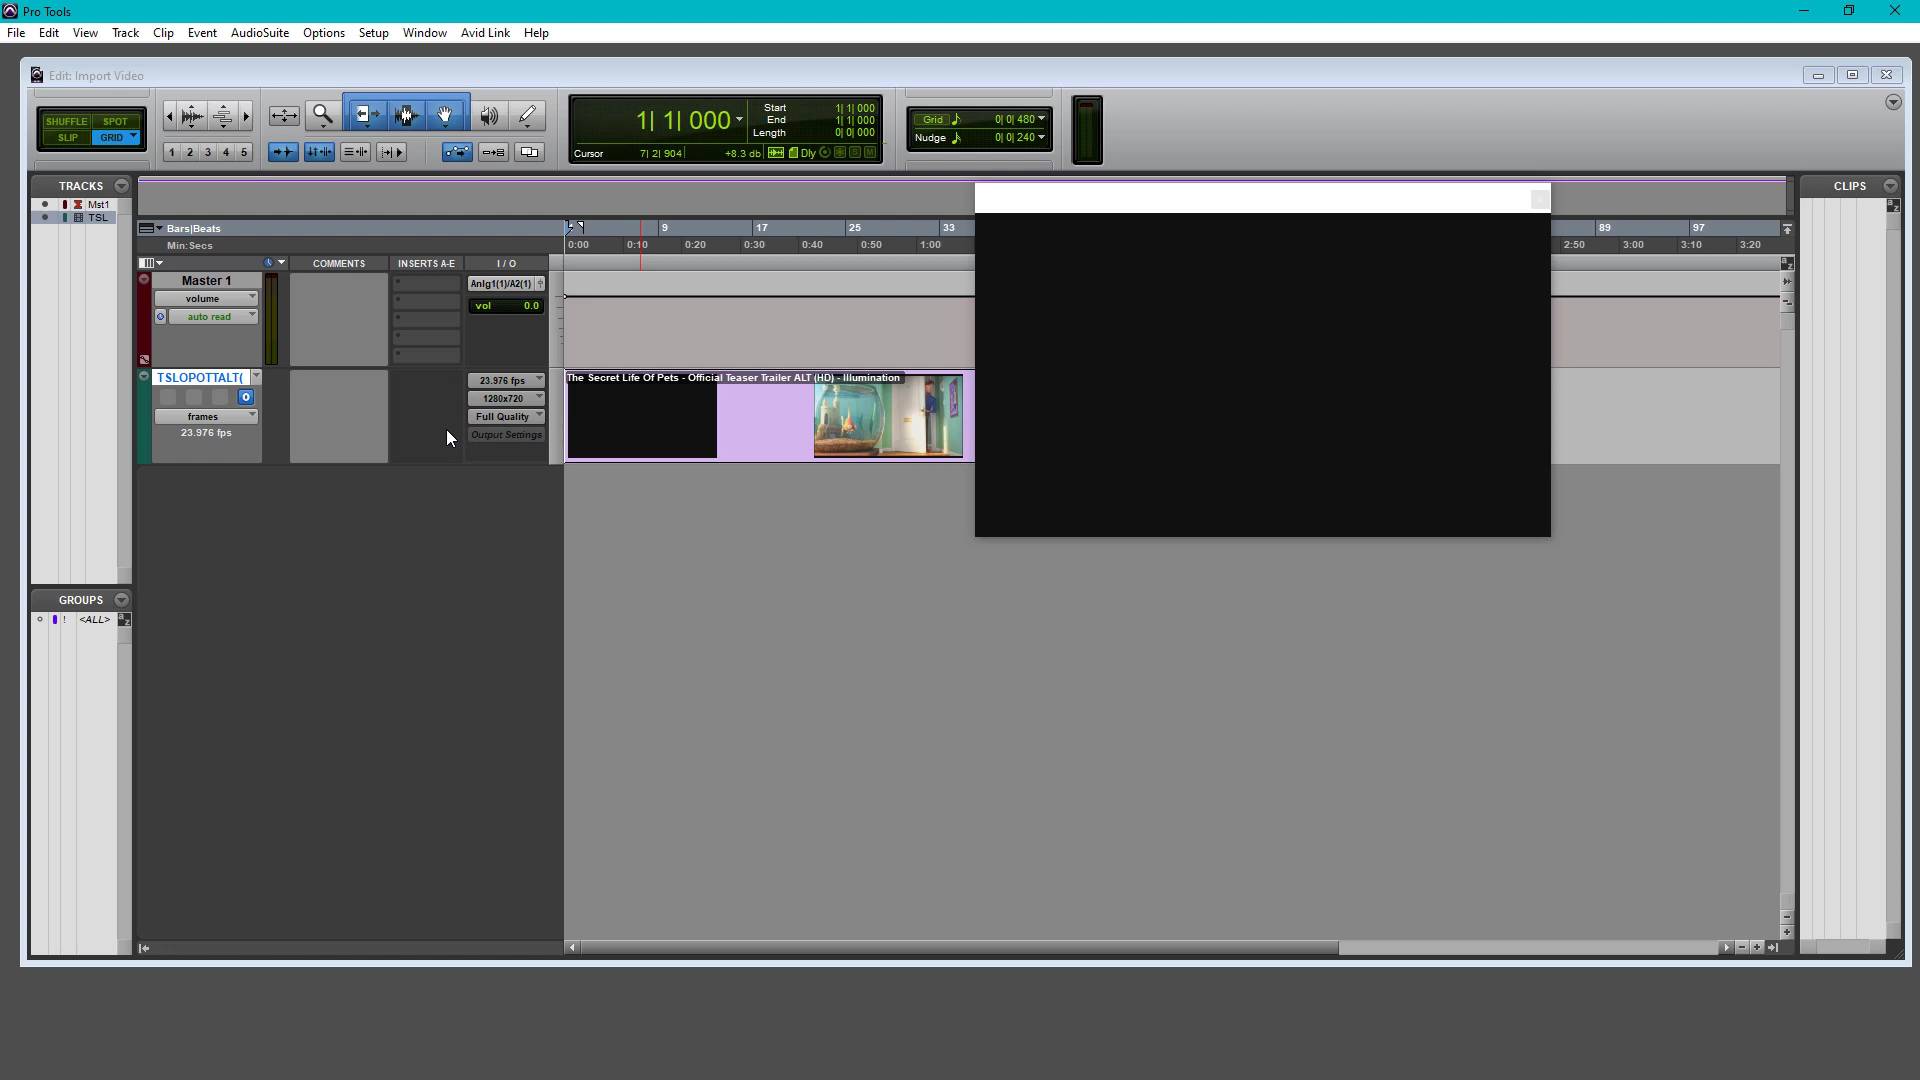 Pro Tools
File Edit View Track Clip Event AudioSuite Options Setup Window Avid Link Help
Edit: Import Video
SHUFFLE SPOT
SLIP GRID
1 2 3 4 5
1| 1| 000
Start 1| 1| 000
End 1| 1| 000
Length 0| 0| 000
Cursor 7| 2| 904 +8.3 db Dly
Grid 0| 0| 480
Nudge 0| 0| 240
TRACKS
Mst1
TSL
CLIPS
Bars|Beats 9 17 25 33 89 97
Min:Secs 0:00 0:10 0:20 0:30 0:40 0:50 1:00 2:50 3:00 3:10 3:20
COMMENTS INSERTS A-E I / O
Master 1
volume
auto read
Anlg1(1)/A2(1)
vol 0.0
TSLOPOTTALT(
frames
23.976 fps
23.976 fps
1280x720
Full Quality
Output Settings
The Secret Life Of Pets - Official Teaser Trailer ALT (HD) - Illumination
GROUPS
! <ALL>